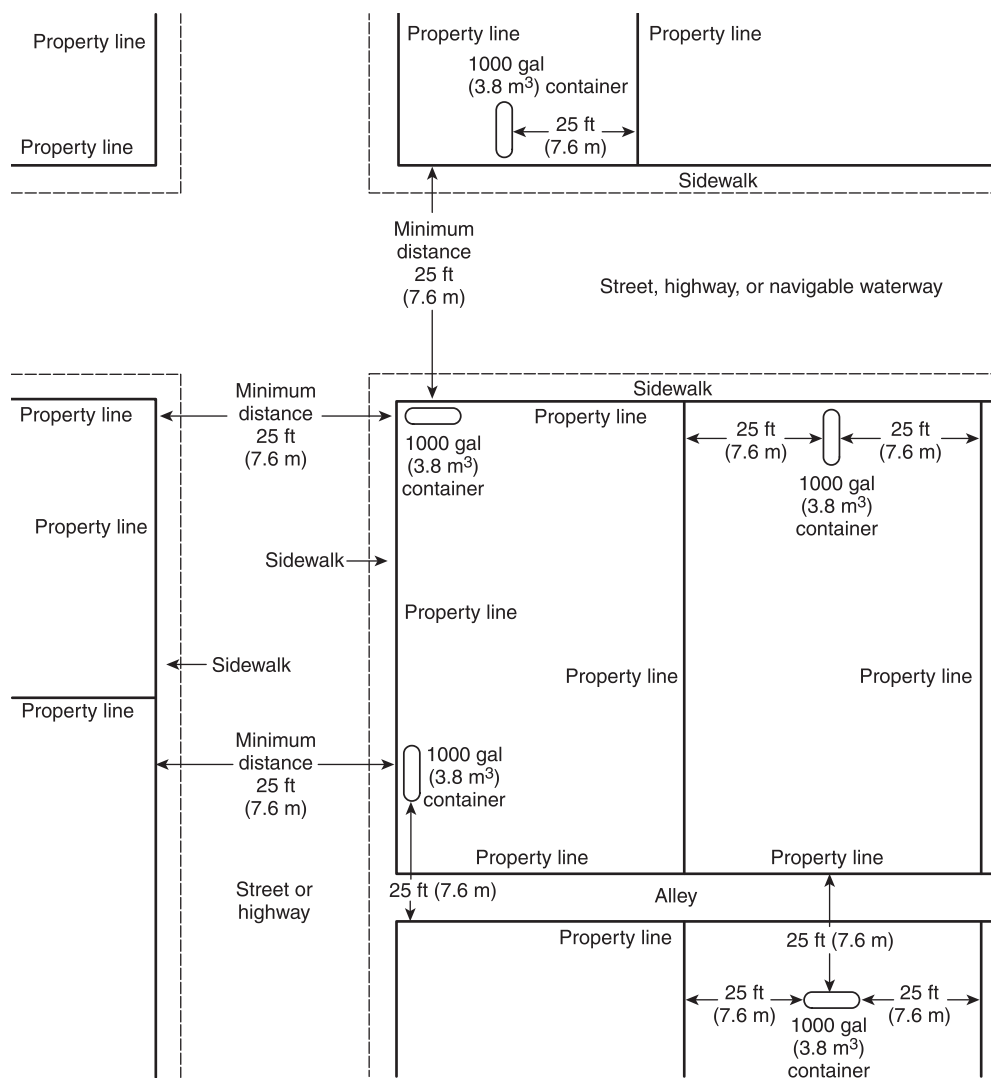 Property line
Property line
Property line
Property line
1000 gal
(3.8 m³) container
25 ft
(7.6 m)
Sidewalk
Minimum
distance
25 ft
(7.6 m)
Street, highway, or navigable waterway
Sidewalk
Property line
Minimum
distance
25 ft
(7.6 m)
Property line
1000 gal
(3.8 m³)
container
25 ft
(7.6 m)
25 ft
(7.6 m)
1000 gal
(3.8 m³)
container
Property line
Sidewalk
Property line
Sidewalk
Property line
Property line
Property line
Minimum
distance
25 ft
(7.6 m)
1000 gal
(3.8 m³)
container
Property line
Property line
25 ft (7.6 m)
Alley
Street or
highway
Property line
25 ft (7.6 m)
25 ft
(7.6 m)
25 ft
(7.6 m)
1000 gal
(3.8 m³)
container